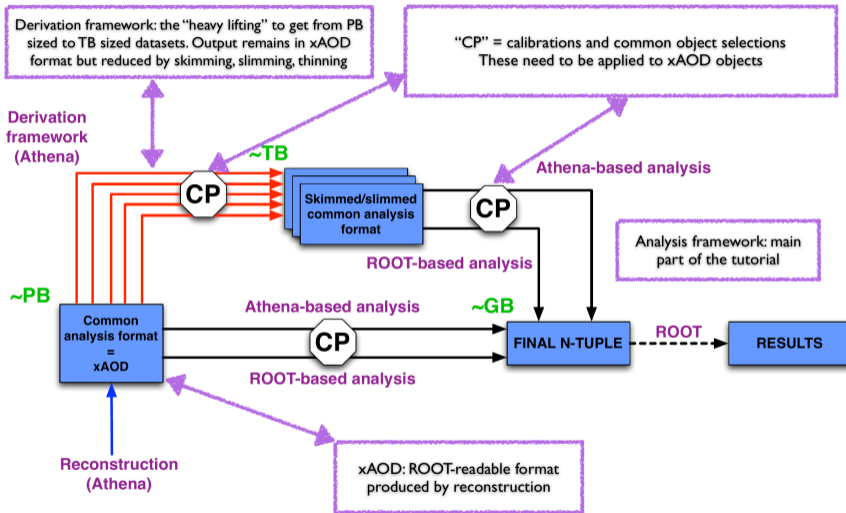 Derivation framework: the “heavy lifting” to get from PB
sized to TB sized datasets. Output remains in xAOD
format but reduced by skimming, slimming, thinning
“CP” = calibrations and common object selections
These need to be applied to xAOD objects
Derivation
framework
(Athena)
~TB
CP
Skimmed/slimmed
common analysis
format
CP
Athena-based analysis
ROOT-based analysis
Analysis framework: main
part of the tutorial
~PB
Common
analysis format
=
xAOD
Athena-based analysis
CP
ROOT-based analysis
~GB
FINAL N-TUPLE
ROOT
RESULTS
Reconstruction
(Athena)
xAOD: ROOT-readable format
produced by reconstruction